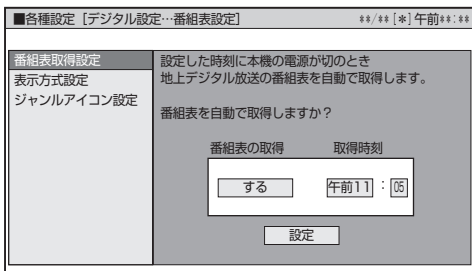 ■各種設定［デジタル設定…番組表設定］ **/**[*]午前**:**
番組表取得設定
表示方式設定
ジャンルアイコン設定
設定した時刻に本機の電源が切のとき
地上デジタル放送の番組表を自動で取得します。
番組表を自動で取得しますか？
番組表の取得 取得時刻
する 午前11 : 05
設定